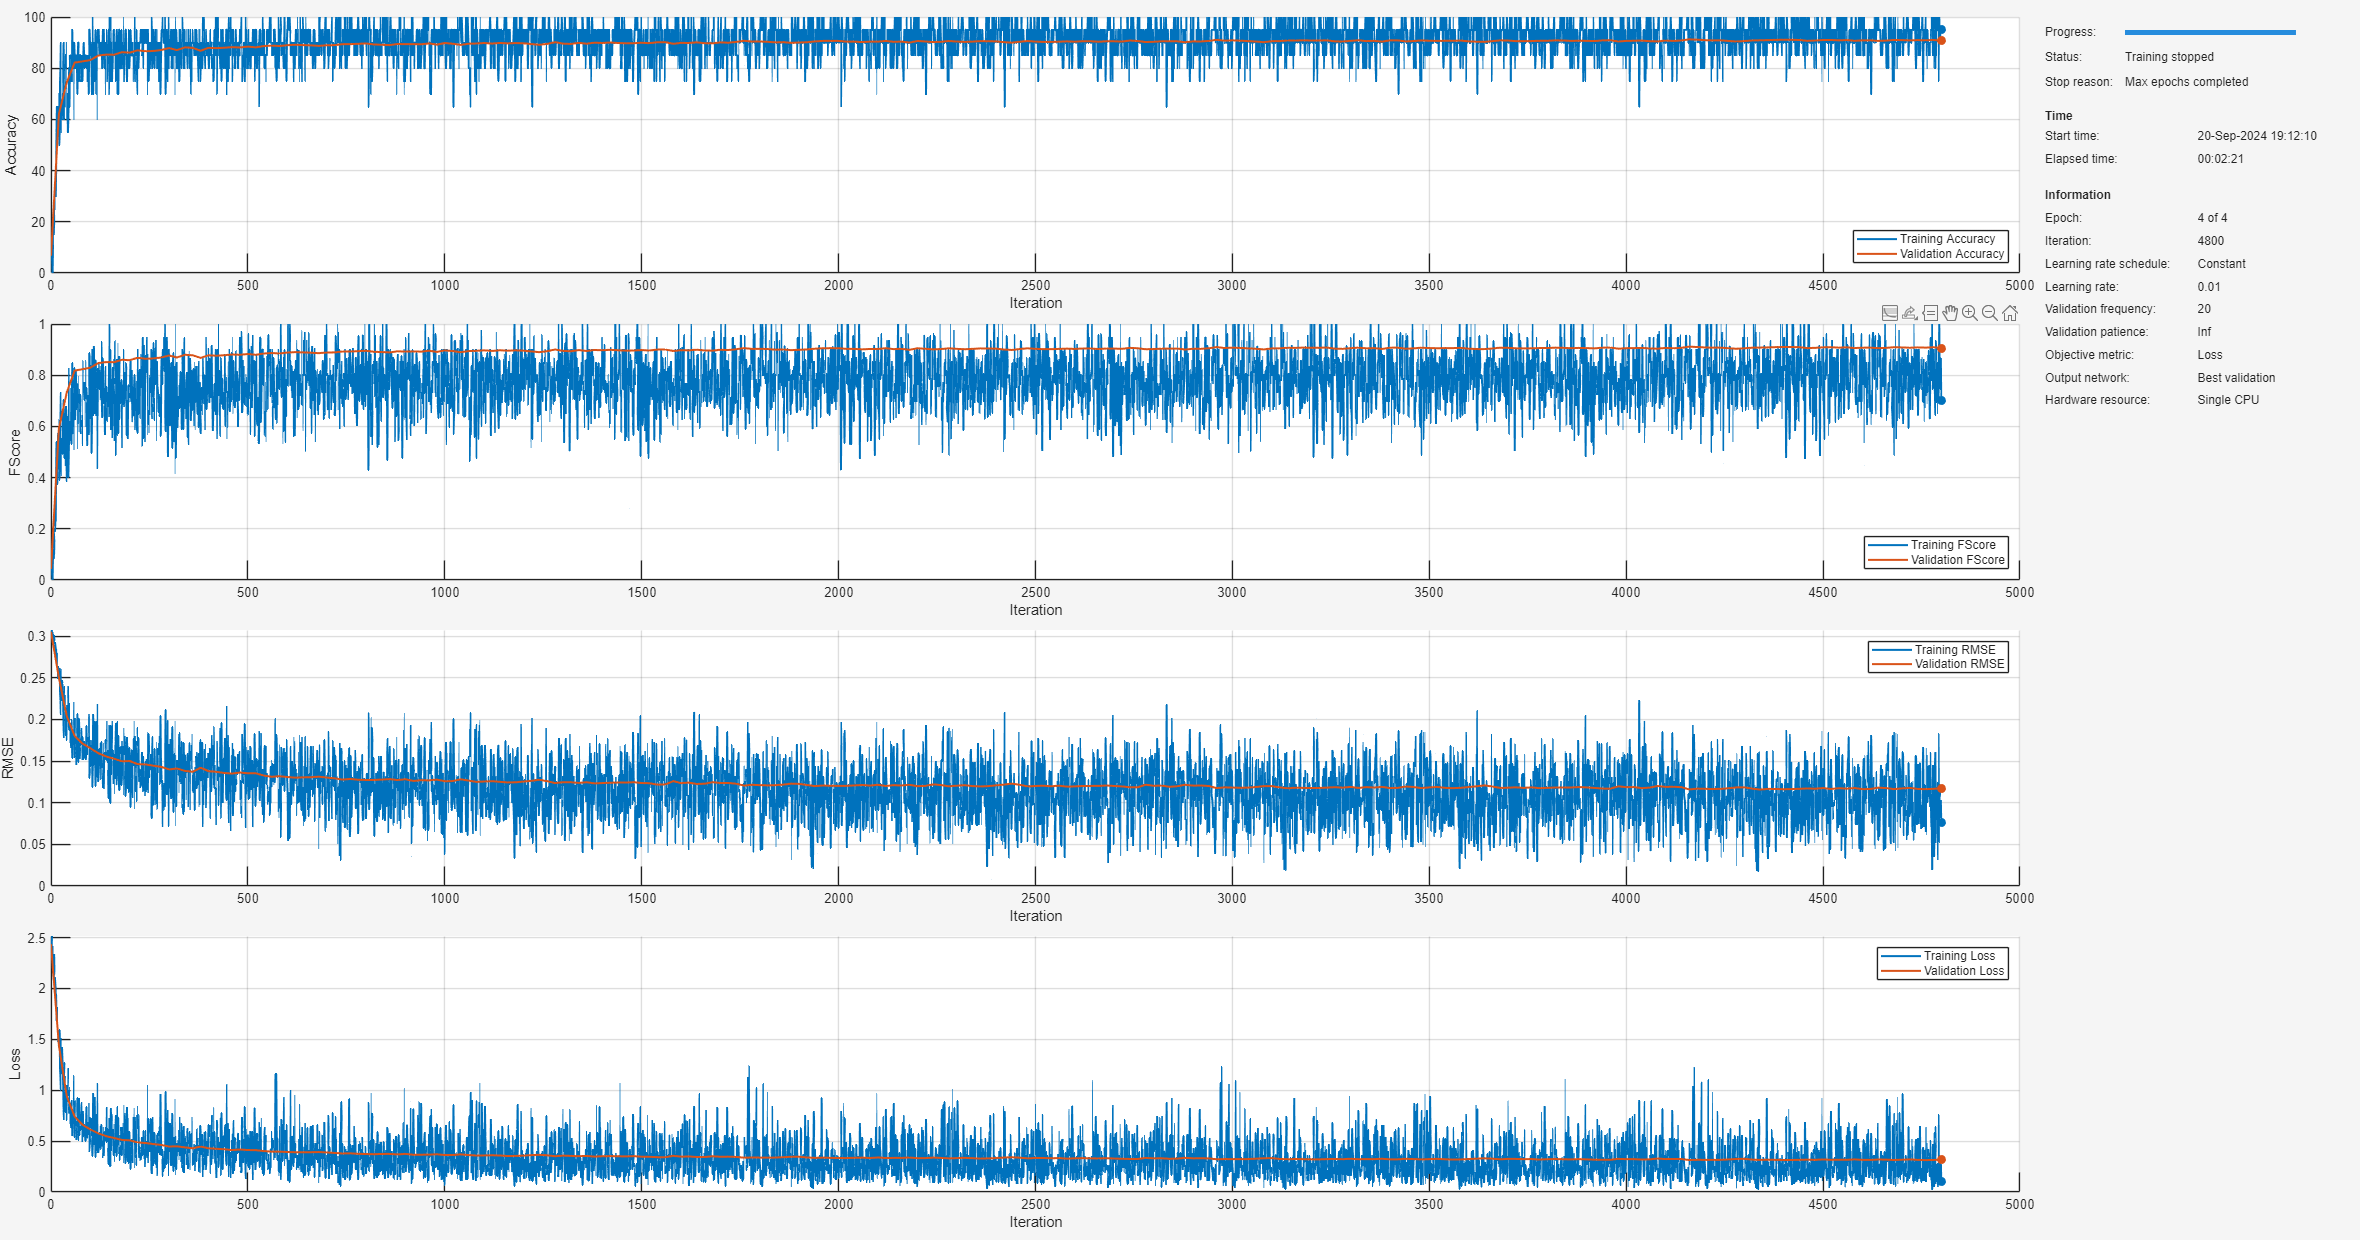 100
80
60
40
20
0
Accuracy
0 500 1000 1500 2000 2500 3000 3500 4000 4500 5000
Iteration
Training Accuracy
Validation Accuracy
1
0.8
0.6
0.4
0.2
0
FScore
0 500 1000 1500 2000 2500 3000 3500 4000 4500 5000
Iteration
Training FScore
Validation FScore
0.3
0.25
0.2
0.15
0.1
0.05
0
RMSE
0 500 1000 1500 2000 2500 3000 3500 4000 4500 5000
Iteration
Training RMSE
Validation RMSE
2.5
2
1.5
1
0.5
0
Loss
0 500 1000 1500 2000 2500 3000 3500 4000 4500 5000
Iteration
Training Loss
Validation Loss
Progress:
Status: Training stopped
Stop reason: Max epochs completed
Time
Start time: 20-Sep-2024 19:12:10
Elapsed time: 00:02:21
Information
Epoch: 4 of 4
Iteration: 4800
Learning rate schedule: Constant
Learning rate: 0.01
Validation frequency: 20
Validation patience: Inf
Objective metric: Loss
Output network: Best validation
Hardware resource: Single CPU